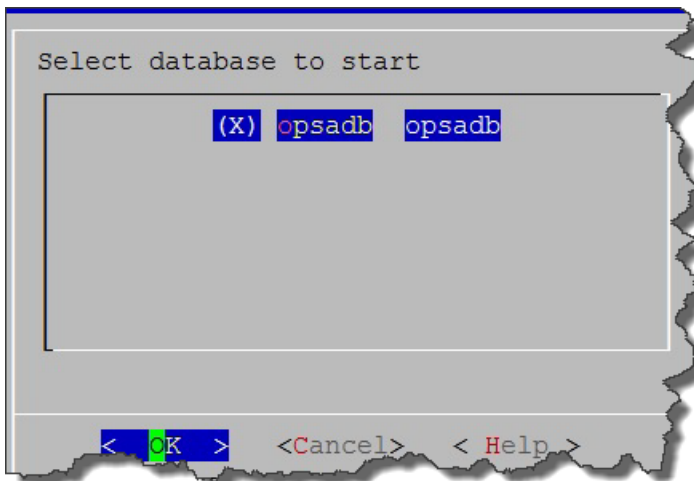 Select database to start
(X) opsadb opsadb
< OK > <Cancel> < Help >